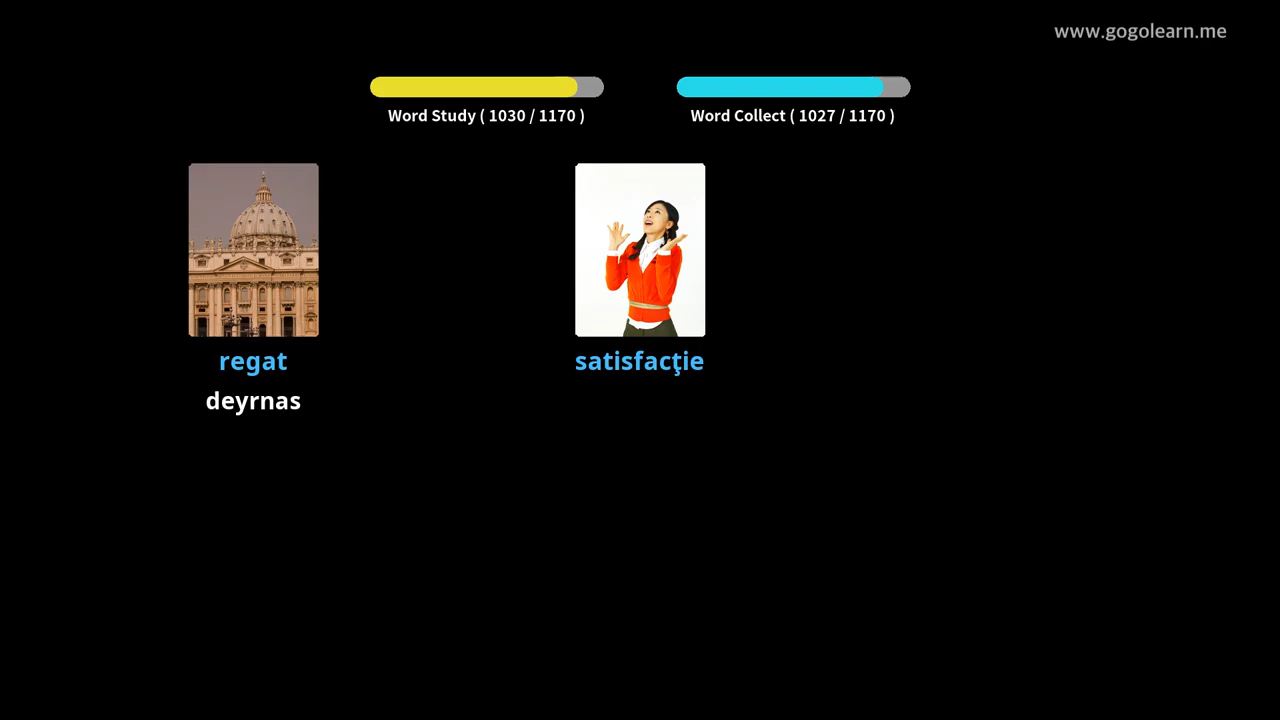 www.gogolearn.me
Word Study ( 1030 / 1170 )
Word Collect ( 1027 / 1170 )
regat
satisfacţie
deyrnas